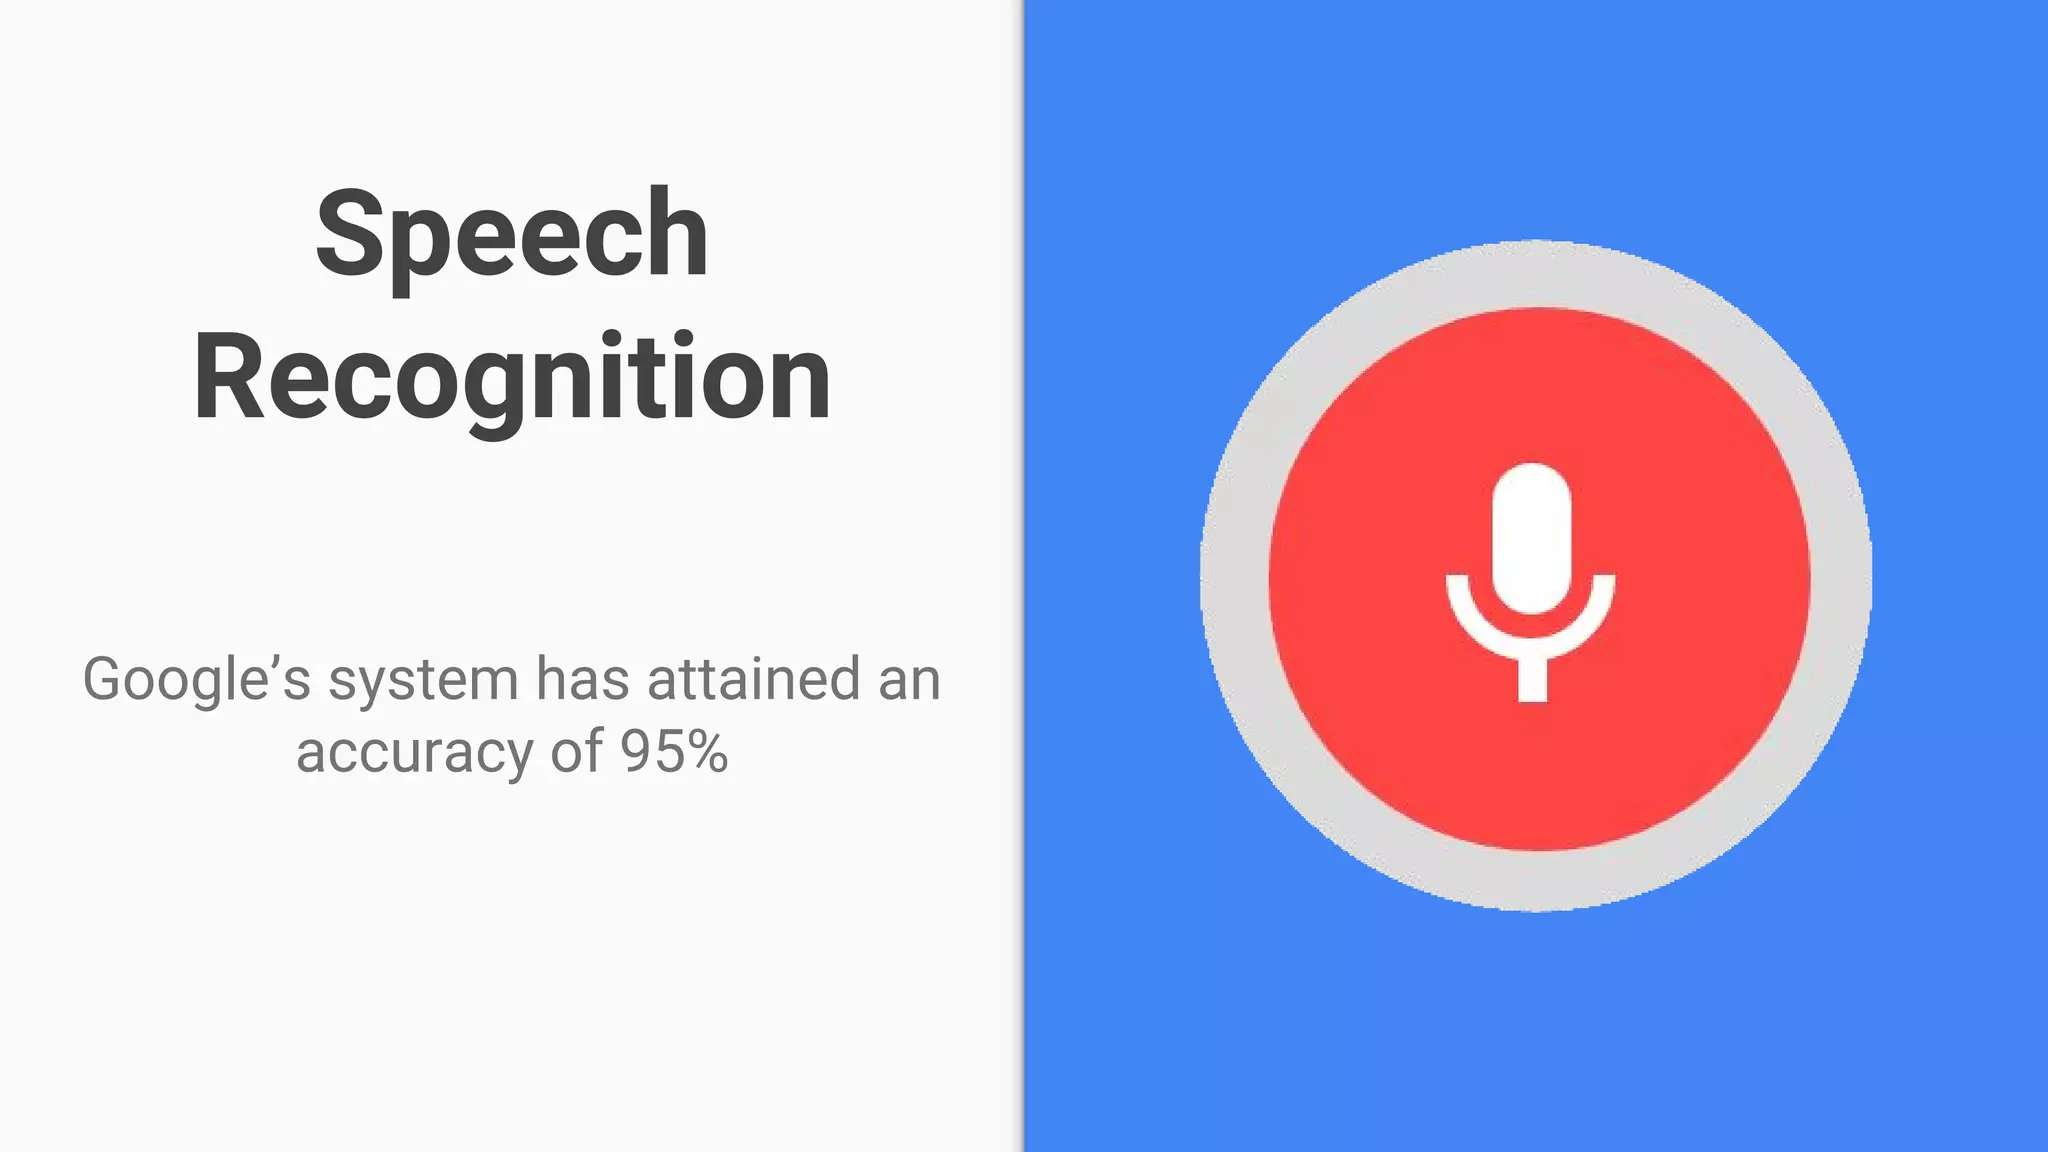 Speech
Recognition
Google’s system has attained an
accuracy of 95%